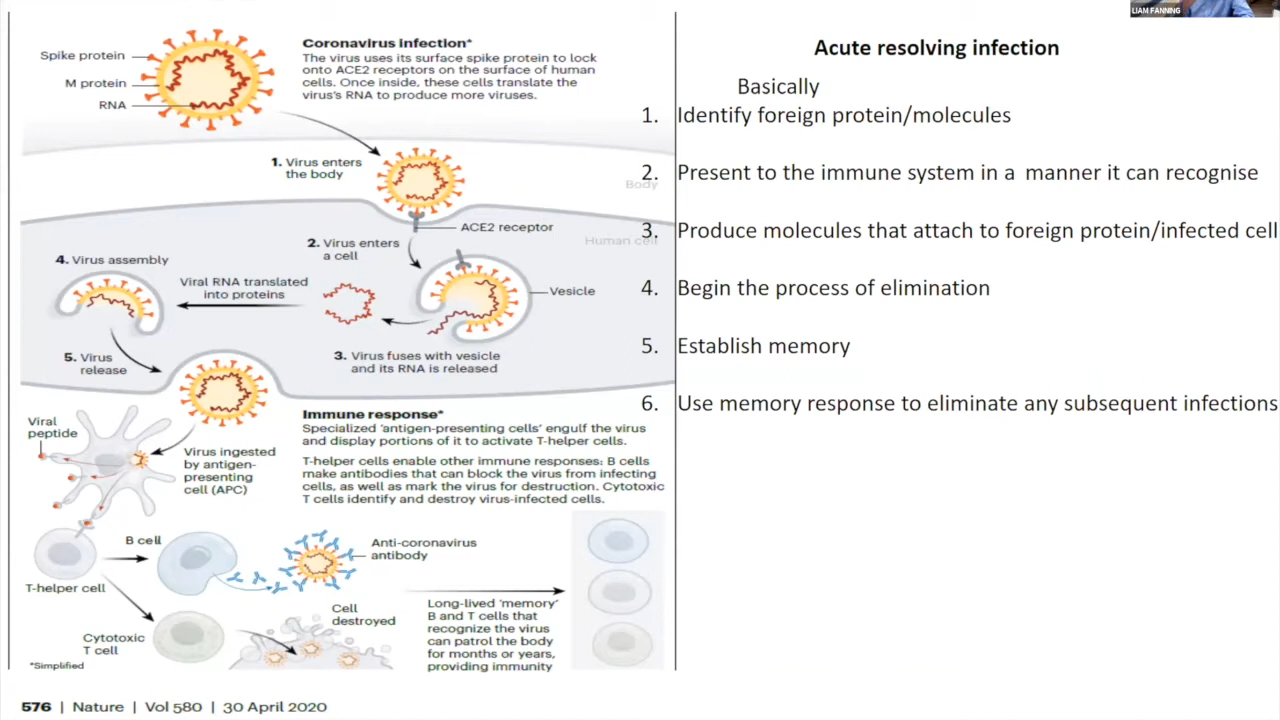 LIAM FANNING
Coronavirus infection*
The virus uses its surface spike protein to lock
onto ACE2 receptors on the surface of human
cells. Once inside, these cells translate the
virus's RNA to produce more viruses.
Spike protein
M protein
RNA
1. Virus enters
the body
Body
ACE2 receptor
Human cell
2. Virus enters
a cell
Vesicle
4. Virus assembly
Viral RNA translated
into proteins
3. Virus fuses with vesicle
and its RNA is released
5. Virus
release
Immune response*
Specialized 'antigen-presenting cells' engulf the virus
and display portions of it to activate T-helper cells.
T-helper cells enable other immune responses: B cells
make antibodies that can block the virus from infecting
cells, as well as mark the virus for destruction. Cytotoxic
T cells identify and destroy virus-infected cells.
Viral
peptide
Virus ingested
by antigen-
presenting
cell (APC)
B cell
Anti-coronavirus
antibody
T-helper cell
Cytotoxic
T cell
Cell
destroyed
Long-lived 'memory'
B and T cells that
recognize the virus
can patrol the body
for months or years,
providing immunity
*Simplified
576 | Nature | Vol 580 | 30 April 2020
Acute resolving infection
Basically
1. Identify foreign protein/molecules
2. Present to the immune system in a manner it can recognise
3. Produce molecules that attach to foreign protein/infected cell
4. Begin the process of elimination
5. Establish memory
6. Use memory response to eliminate any subsequent infections